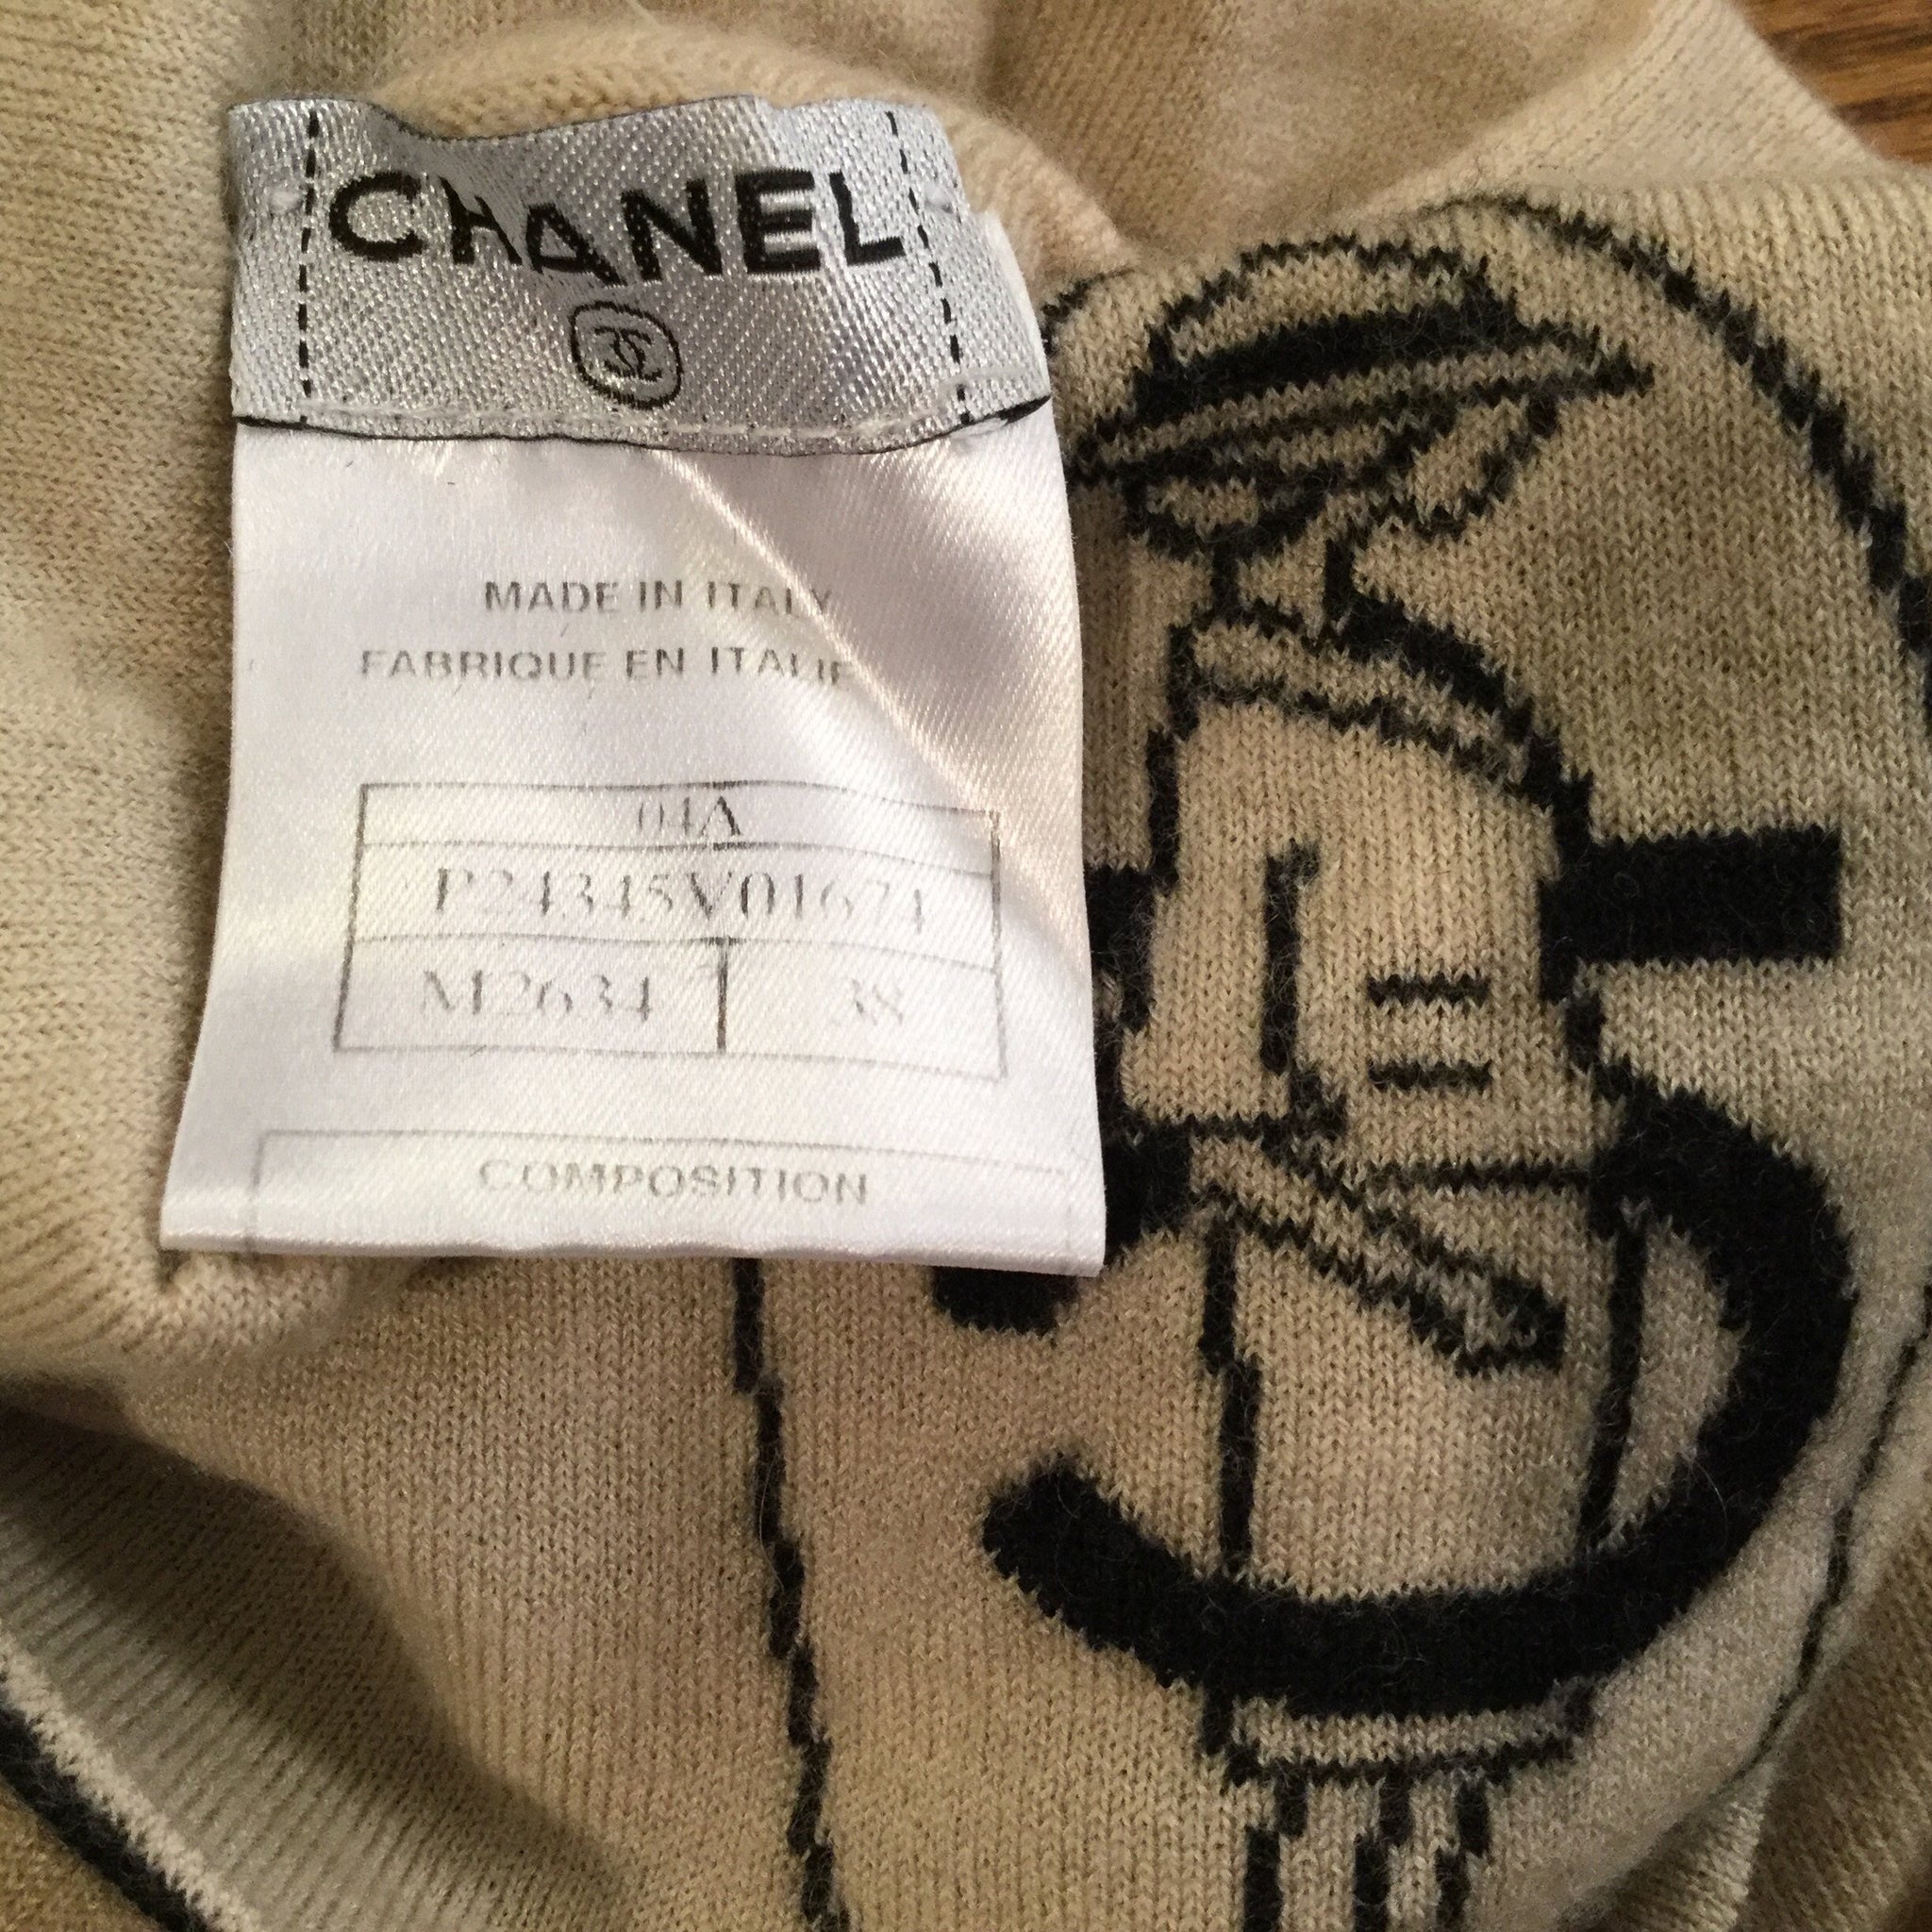 CHANEL
MADE IN ITALY
FABRIQUE EN ITALIE
04A
P24345V01674
M2634 38
COMPOSITION